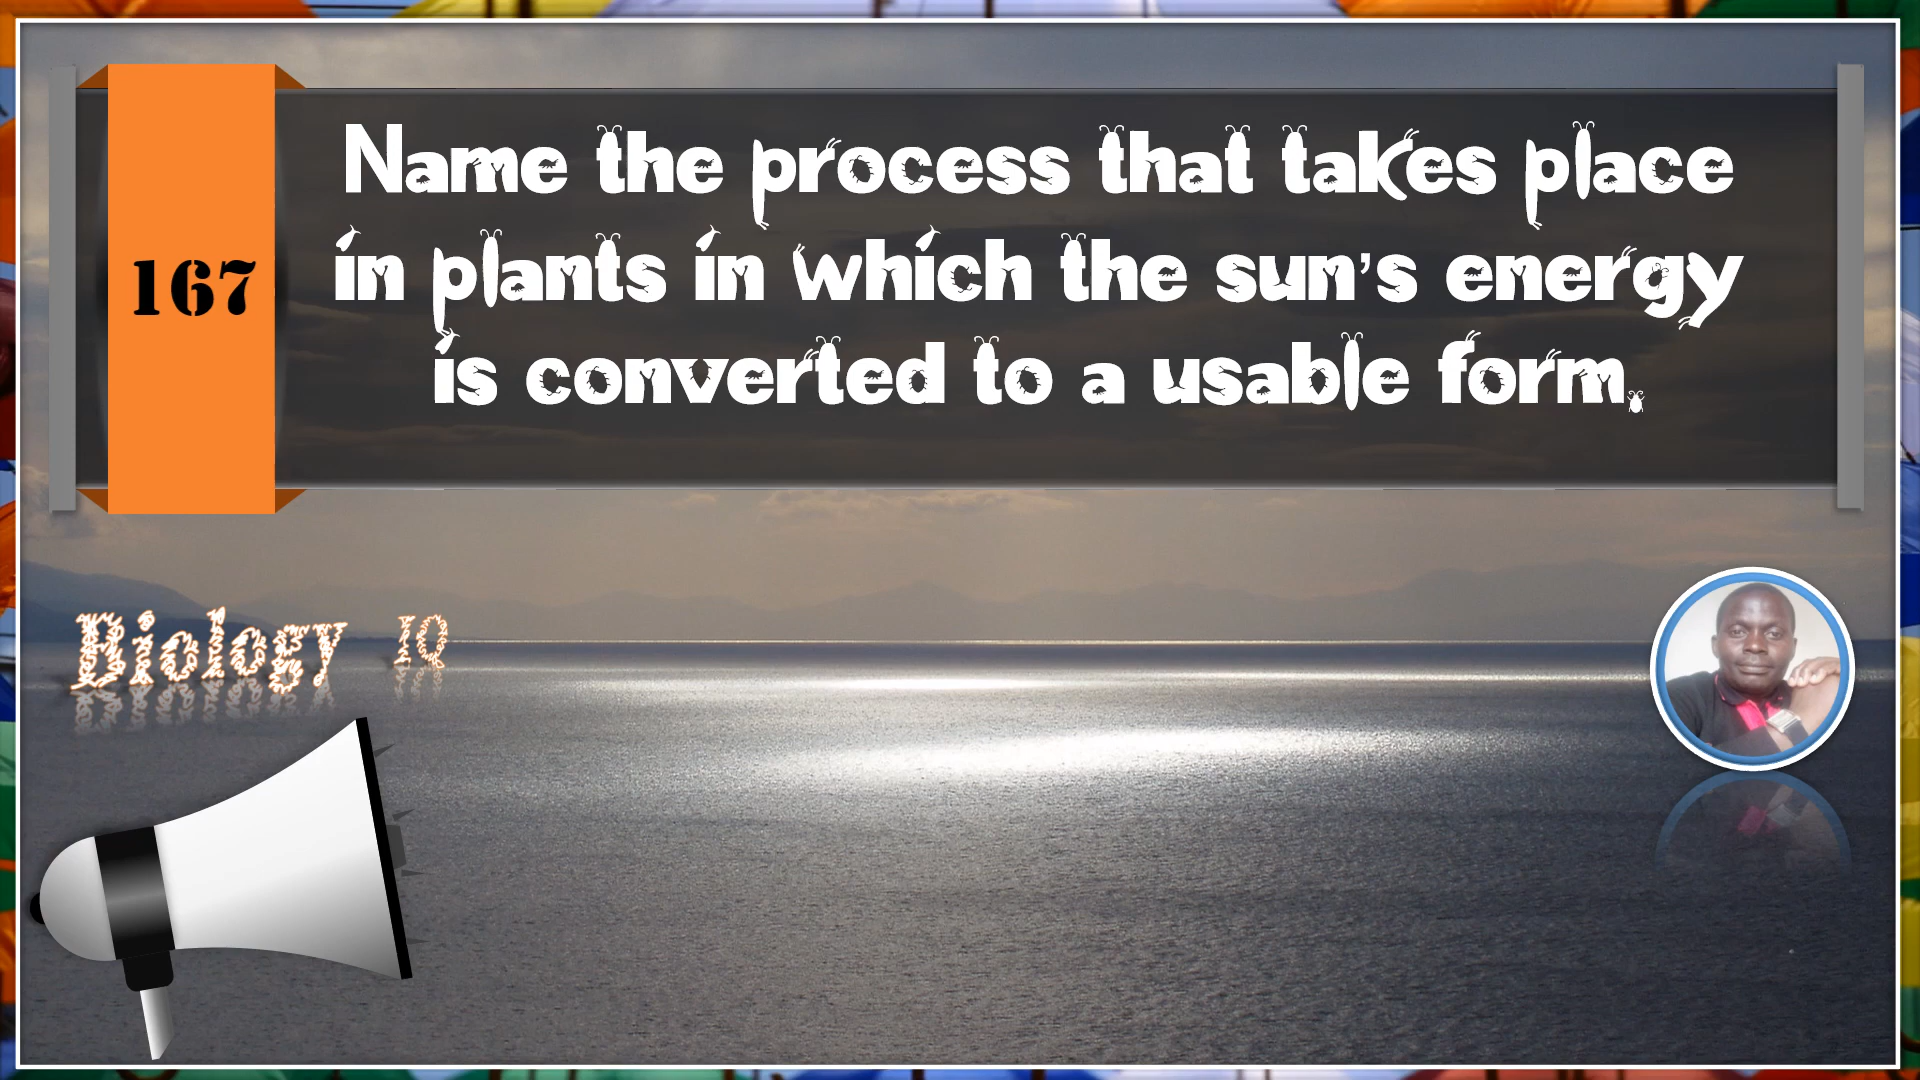 Name the process that takes place
in plants in which the sun's energy
is converted to a usable form.
167
Biology IQ